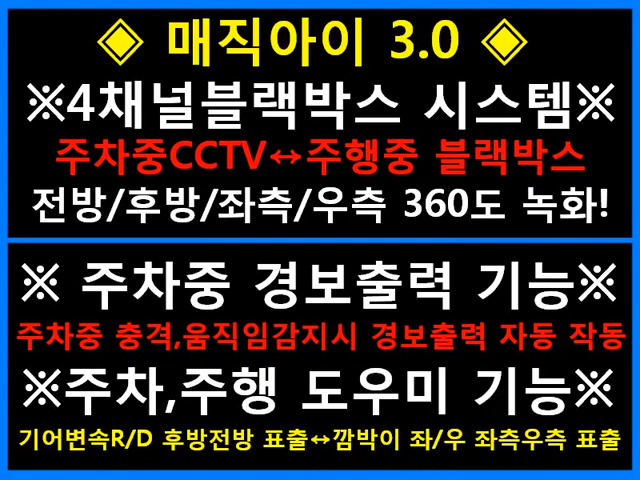 ◈ 매직아이 3.0 ◈
※4채널블랙박스 시스템※
주차중CCTV↔주행중 블랙박스
전방/후방/좌측/우측 360도 녹화!
※ 주차중 경보출력 기능※
주차중 충격,움직임감지시 경보출력 자동 작동
※주차,주행 도우미 기능※
기어변속R/D 후방전방 표출↔깜박이 좌/우 좌측우측 표출